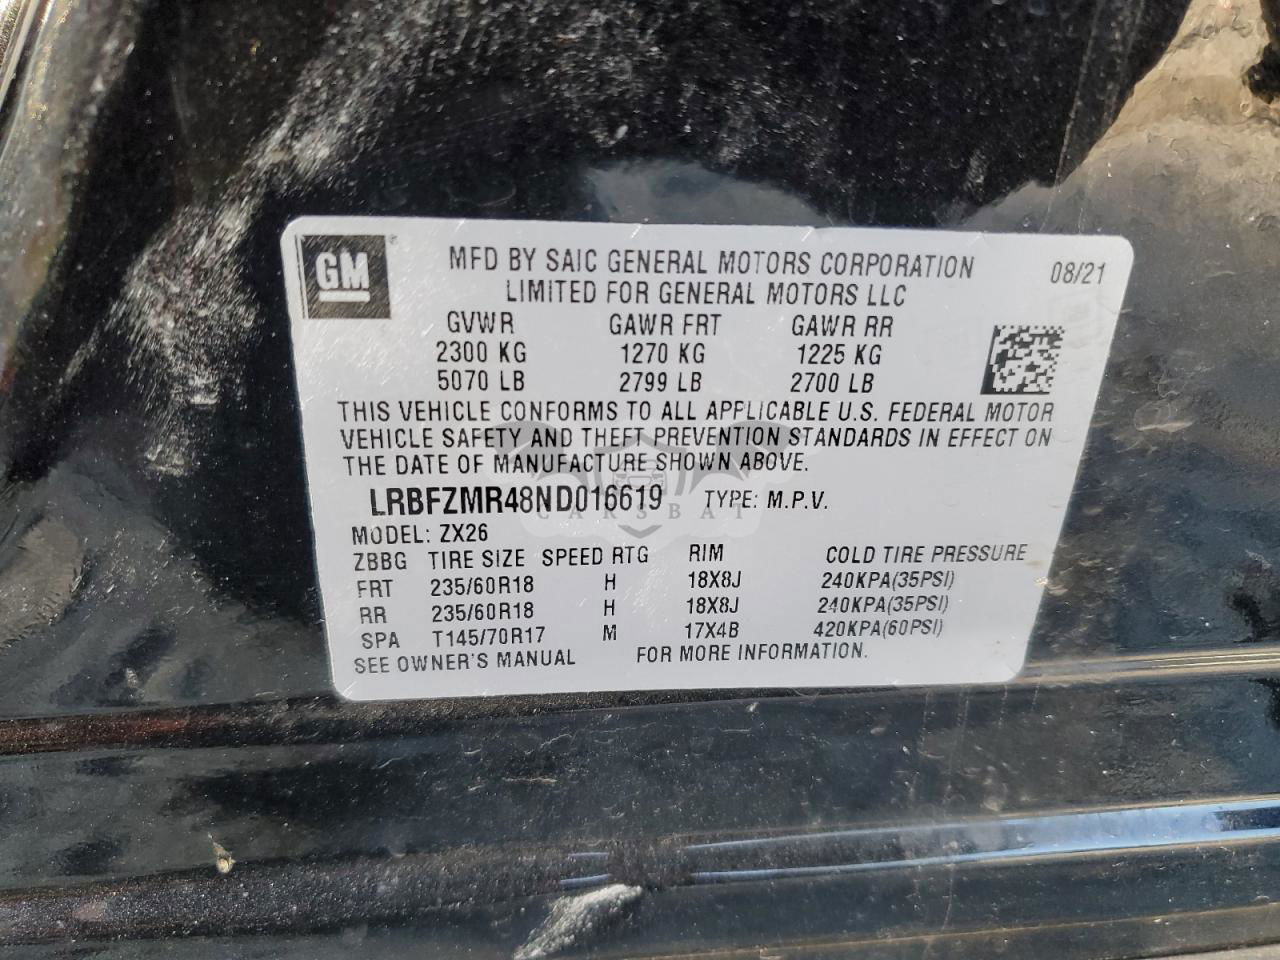 GM
MFD BY SAIC GENERAL MOTORS CORPORATION 08/21
LIMITED FOR GENERAL MOTORS LLC
GVWR GAWR FRT GAWR RR
2300 KG 1270 KG 1225 KG
5070 LB 2799 LB 2700 LB
THIS VEHICLE CONFORMS TO ALL APPLICABLE U.S. FEDERAL MOTOR
VEHICLE SAFETY AND THEFT PREVENTION STANDARDS IN EFFECT ON
THE DATE OF MANUFACTURE SHOWN ABOVE.
LRBFZMR48ND016619 TYPE: M.P.V.
CARSBAT
MODEL: ZX26
ZBBG TIRE SIZE SPEED RTG RIM COLD TIRE PRESSURE
FRT 235/60R18 H 18X8J 240KPA(35PSI)
RR 235/60R18 H 18X8J 240KPA(35PSI)
SPA T145/70R17 M 17X4B 420KPA(60PSI)
SEE OWNER'S MANUAL FOR MORE INFORMATION.